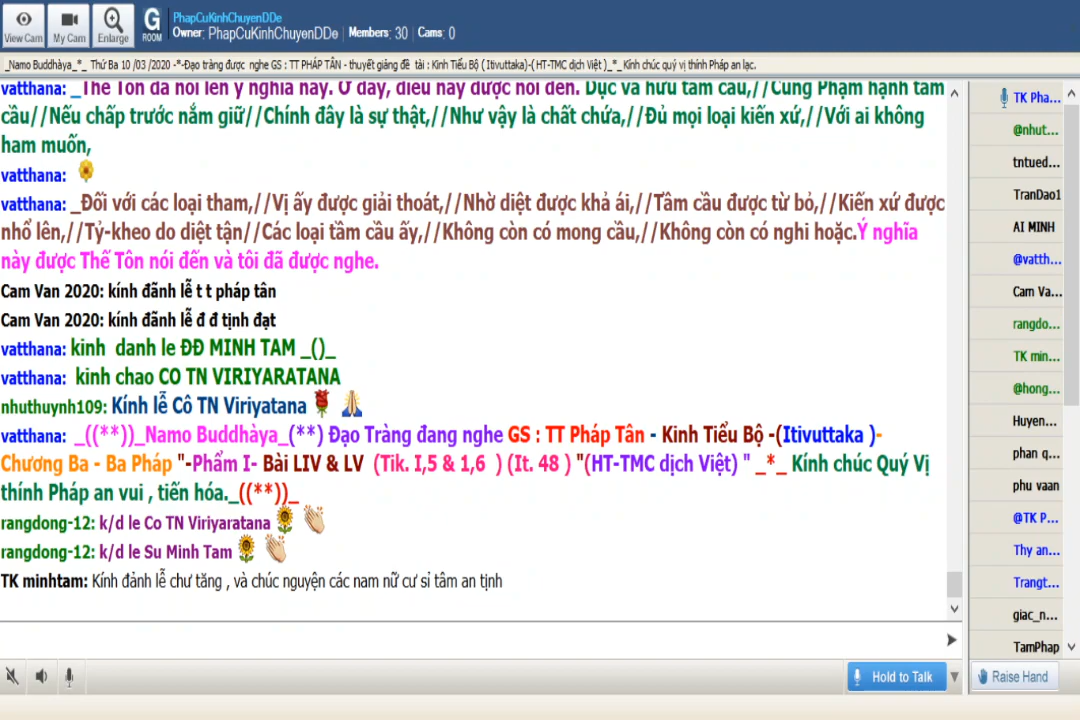 PhapCuKinhChuyenDDe
Owner: PhapCuKinhChuyenDDe Members: 30 Cams: 0
View Cam My Cam Enlarge G ROOM
_Namo Buddhàya_*_ Thứ Ba 10 /03 /2020 -*-Đạo tràng được nghe GS : TT PHÁP TÂN - thuyết giảng đề tài : Kinh Tiểu Bộ ( Itivuttaka)-( HT-TMC dịch Việt )_*_Kính chúc quý vị thính Pháp an lạc.
vatthana: _Thế Tôn đã nói lên ý nghĩa này. Ở đây, điều này được nói đến. Dục và hữu tầm cầu,//Cùng Phạm hạnh tầm
cầu//Nếu chấp trước nắm giữ//Chính đây là sự thật,//Như vậy là chất chứa,//Đủ mọi loại kiến xứ,//Với ai không
ham muốn,
vatthana:
vatthana: _Đối với các loại tham,//Vị ấy được giải thoát,//Nhờ diệt được khả ái,//Tầm cầu được từ bỏ,//Kiến xứ được
nhổ lên,//Tỷ-kheo do diệt tận//Các loại tầm cầu ấy,//Không còn có mong cầu,//Không còn có nghi hoặc.Ý nghĩa
này được Thế Tôn nói đến và tôi đã được nghe.
Cam Van 2020: kính đãnh lễ t t pháp tân
Cam Van 2020: kính đãnh lễ đ đ tịnh đạt
vatthana: kinh danh le ĐĐ MINH TAM _()_
vatthana: kinh chao CO TN VIRIYARATANA
nhuthuynh109: Kính lễ Cô TN Viriyatana
vatthana: _((**))_Namo Buddhàya_(**) Đạo Tràng đang nghe GS : TT Pháp Tân - Kinh Tiểu Bộ -(Itivuttaka )-
Chương Ba - Ba Pháp "-Phẩm I- Bài LIV & LV (Tik. I,5 & 1,6 ) (It. 48 ) "(HT-TMC dịch Việt) " _*_ Kính chúc Quý Vị
thính Pháp an vui , tiến hóa._((**))_
rangdong-12: k/d le Co TN Viriyaratana
rangdong-12: k/d le Su Minh Tam
TK minhtam: Kính đảnh lễ chư tăng , và chúc nguyện các nam nữ cư sỉ tâm an tịnh
TK Pha...
@nhut...
tntued...
TranDao1
AI MINH
@vatth...
Cam Va...
rangdo...
TK min...
@hong...
Huyen...
phan q...
phu vaan
@TK P...
Thy an...
Trangt...
giac_n...
TamPhap
Hold to Talk
Raise Hand